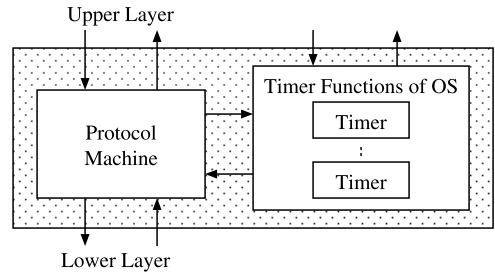 Upper Layer
Timer Functions of OS
Protocol
Machine
Timer
Timer
Lower Layer